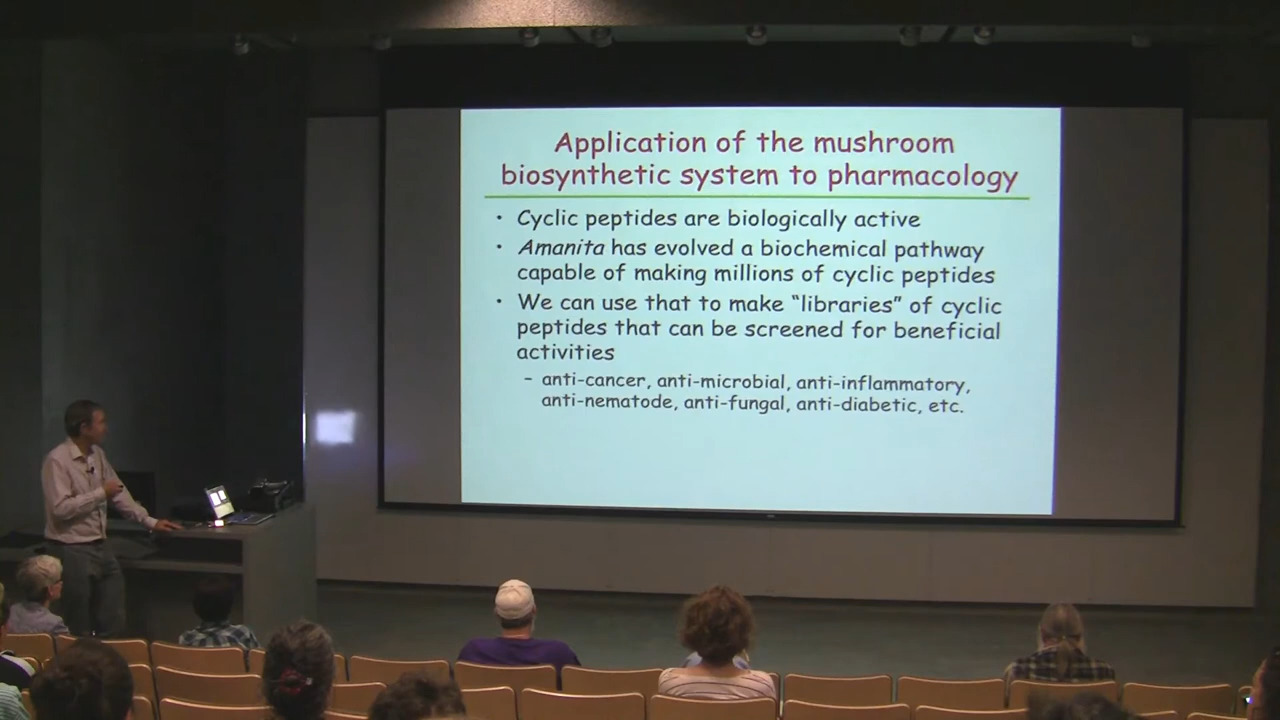 Application of the mushroom
biosynthetic system to pharmacology
• Cyclic peptides are biologically active
• Amanita has evolved a biochemical pathway
capable of making millions of cyclic peptides
• We can use that to make “libraries” of cyclic
peptides that can be screened for beneficial
activities
– anti-cancer, anti-microbial, anti-inflammatory,
anti-nematode, anti-fungal, anti-diabetic, etc.